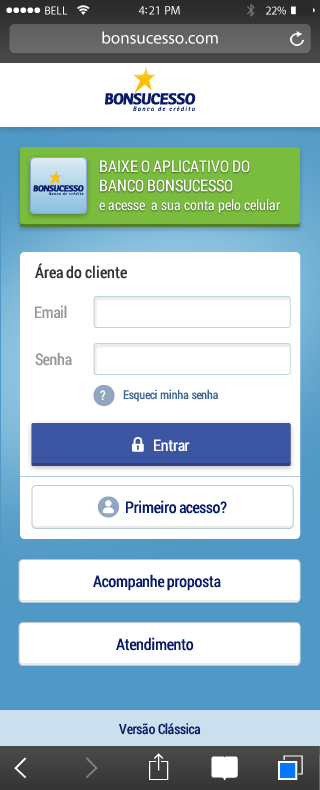 BELL 4:21 PM 22%
bonsucesso.com
BONSUCESSO
Banco de crédito
BAIXE O APLICATIVO DO
BANCO BONSUCESSO
e acesse a sua conta pelo celular
BONSUCESSO
Banco de crédito
Área do cliente
Email
Senha
? Esqueci minha senha
Entrar
Primeiro acesso?
Acompanhe proposta
Atendimento
Versão Clássica